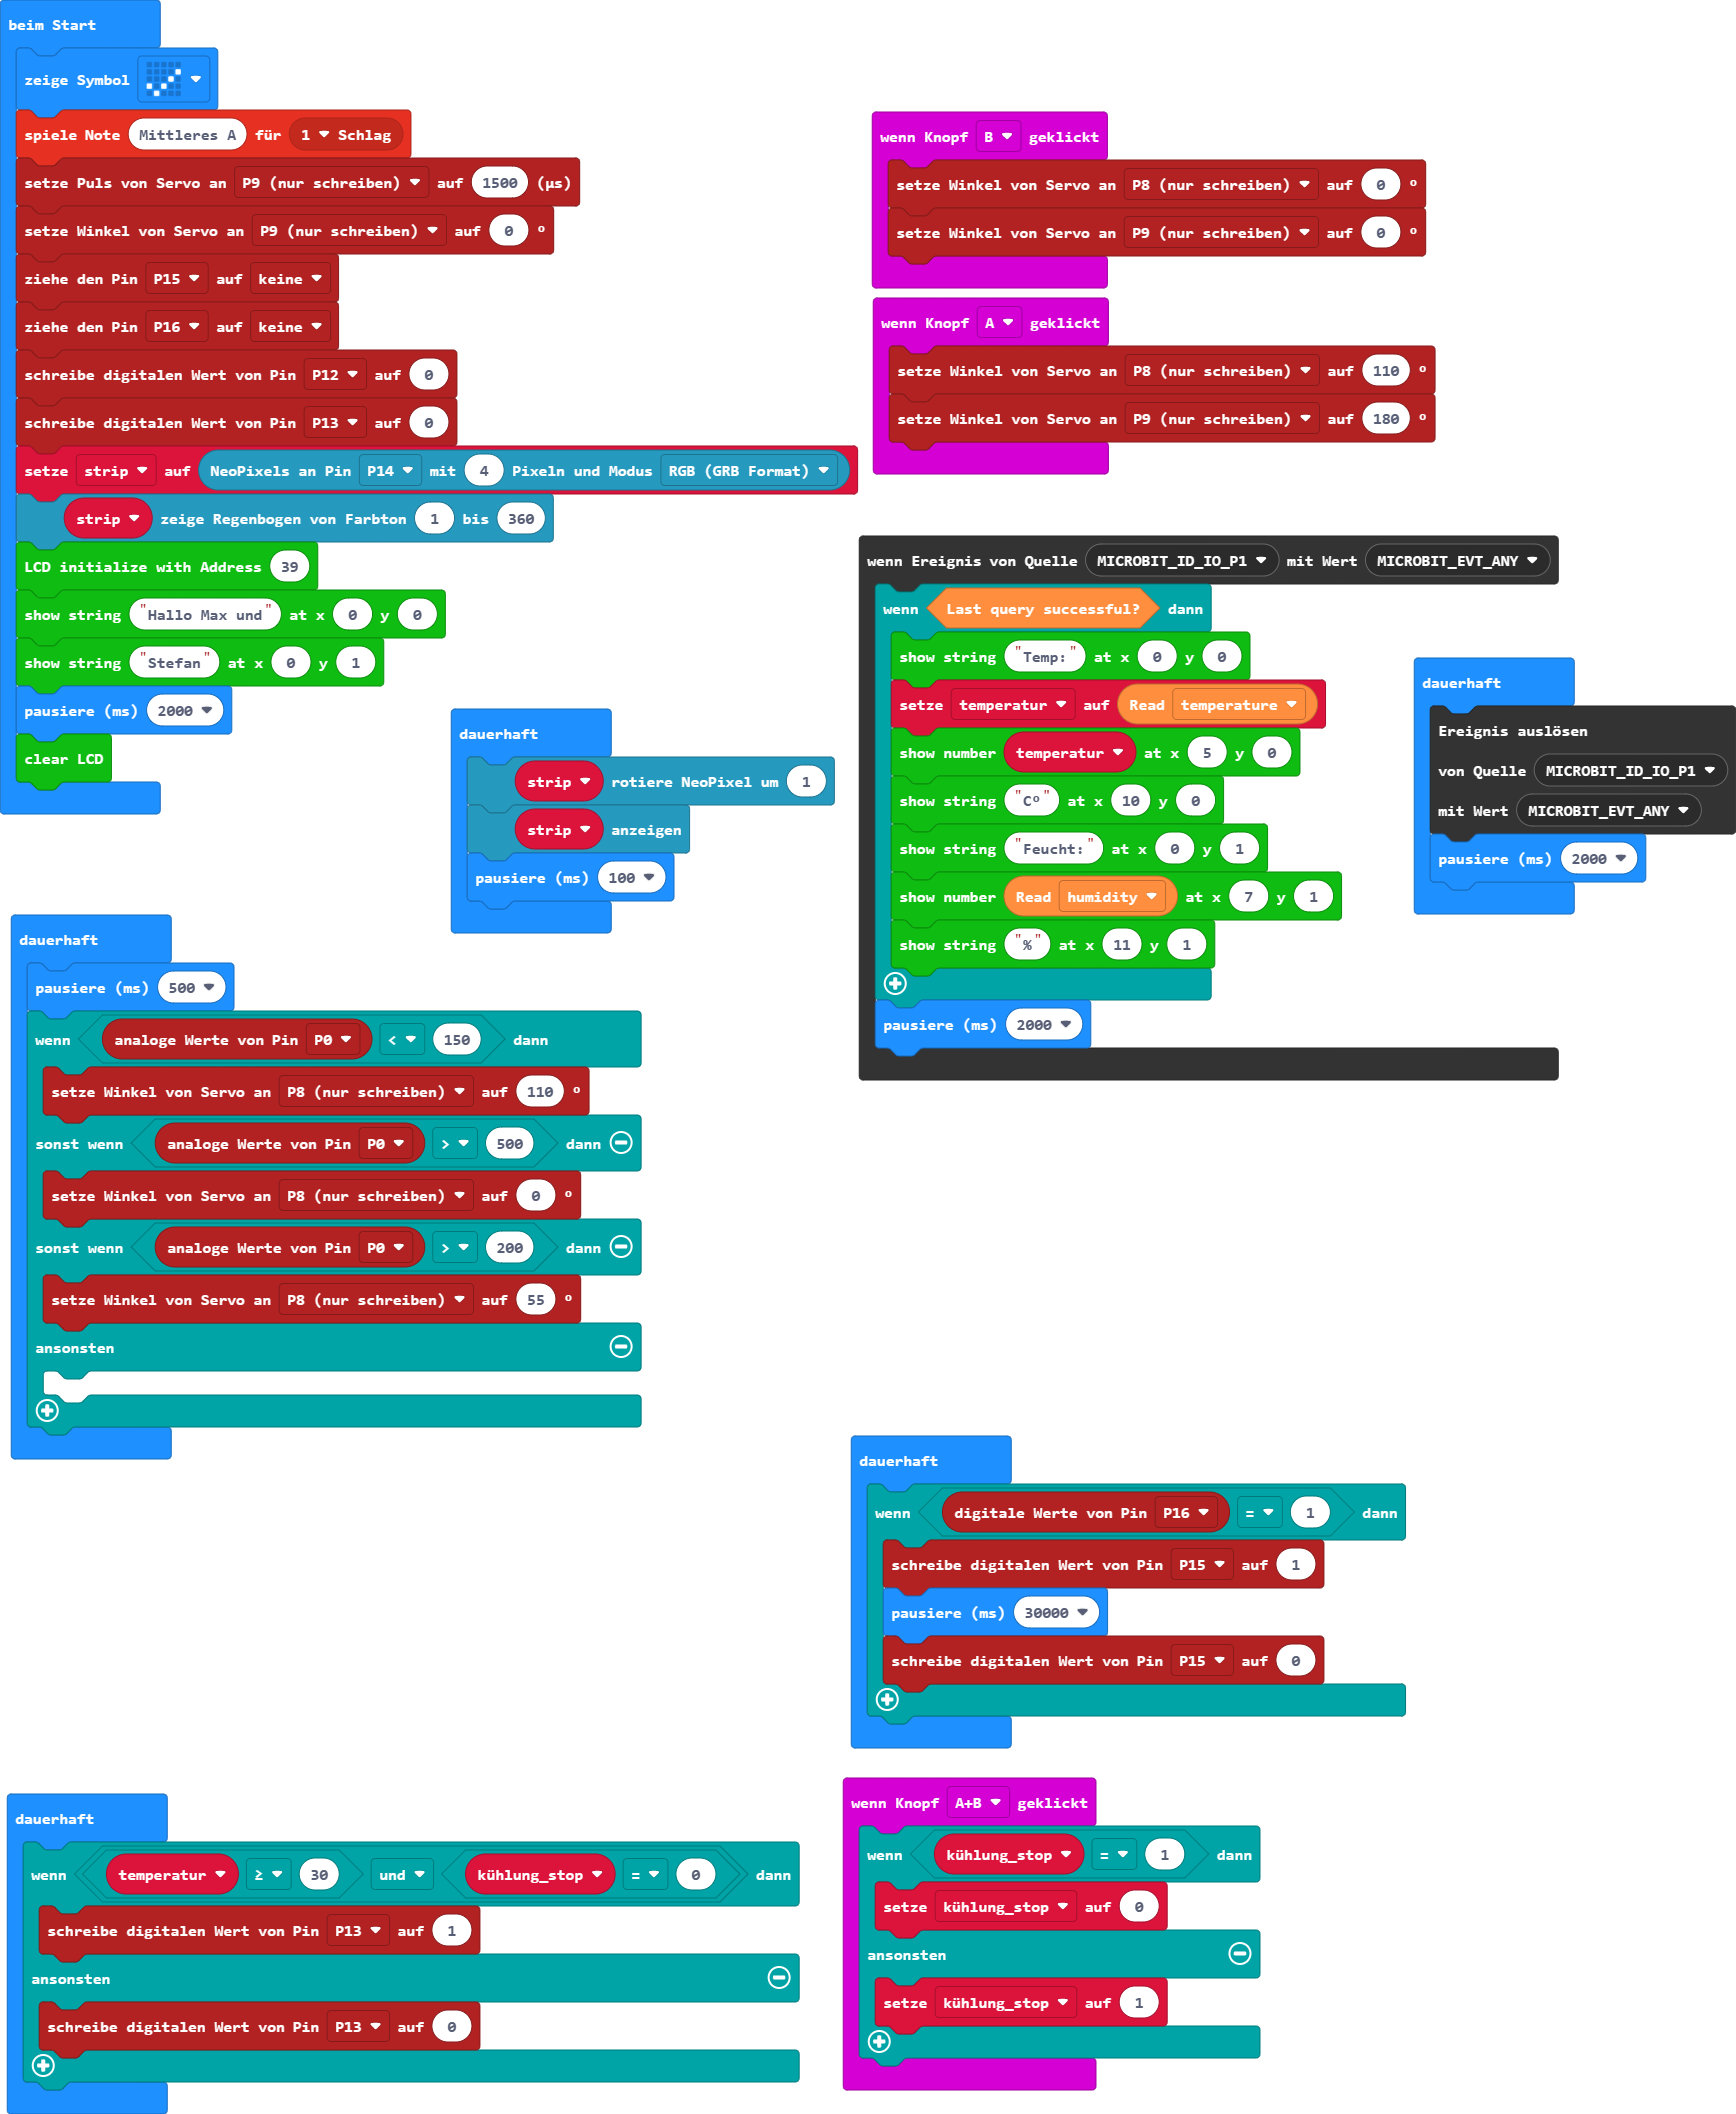 beim Start
zeige Symbol
spiele Note Mittleres A für 1 Schlag
setze Puls von Servo an P9 (nur schreiben) auf 1500 (µs)
setze Winkel von Servo an P9 (nur schreiben) auf 0 °
ziehe den Pin P15 auf keine
ziehe den Pin P16 auf keine
schreibe digitalen Wert von Pin P12 auf 0
schreibe digitalen Wert von Pin P13 auf 0
setze strip auf NeoPixels an Pin P14 mit 4 Pixeln und Modus RGB (GRB Format)
strip zeige Regenbogen von Farbton 1 bis 360
LCD initialize with Address 39
show string "Hallo Max und" at x 0 y 0
show string "Stefan" at x 0 y 1
pausiere (ms) 2000
clear LCD
wenn Knopf B geklickt
setze Winkel von Servo an P8 (nur schreiben) auf 0 °
setze Winkel von Servo an P9 (nur schreiben) auf 0 °
wenn Knopf A geklickt
setze Winkel von Servo an P8 (nur schreiben) auf 110 °
setze Winkel von Servo an P9 (nur schreiben) auf 180 °
wenn Ereignis von Quelle MICROBIT_ID_IO_P1 mit Wert MICROBIT_EVT_ANY
wenn Last query successful? dann
show string "Temp:" at x 0 y 0
setze temperatur auf Read temperature
show number temperatur at x 5 y 0
show string "Cº" at x 10 y 0
show string "Feucht:" at x 0 y 1
show number Read humidity at x 7 y 1
show string "%" at x 11 y 1
pausiere (ms) 2000
dauerhaft
Ereignis auslösen
von Quelle MICROBIT_ID_IO_P1
mit Wert MICROBIT_EVT_ANY
pausiere (ms) 2000
dauerhaft
strip rotiere NeoPixel um 1
strip anzeigen
pausiere (ms) 100
dauerhaft
pausiere (ms) 500
wenn analoge Werte von Pin P0 < 150 dann
setze Winkel von Servo an P8 (nur schreiben) auf 110 °
sonst wenn analoge Werte von Pin P0 > 500 dann
setze Winkel von Servo an P8 (nur schreiben) auf 0 °
sonst wenn analoge Werte von Pin P0 > 200 dann
setze Winkel von Servo an P8 (nur schreiben) auf 55 °
ansonsten
dauerhaft
wenn digitale Werte von Pin P16 = 1 dann
schreibe digitalen Wert von Pin P15 auf 1
pausiere (ms) 30000
schreibe digitalen Wert von Pin P15 auf 0
dauerhaft
wenn temperatur ≥ 30 und kühlung_stop = 0 dann
schreibe digitalen Wert von Pin P13 auf 1
ansonsten
schreibe digitalen Wert von Pin P13 auf 0
wenn Knopf A+B geklickt
wenn kühlung_stop = 1 dann
setze kühlung_stop auf 0
ansonsten
setze kühlung_stop auf 1